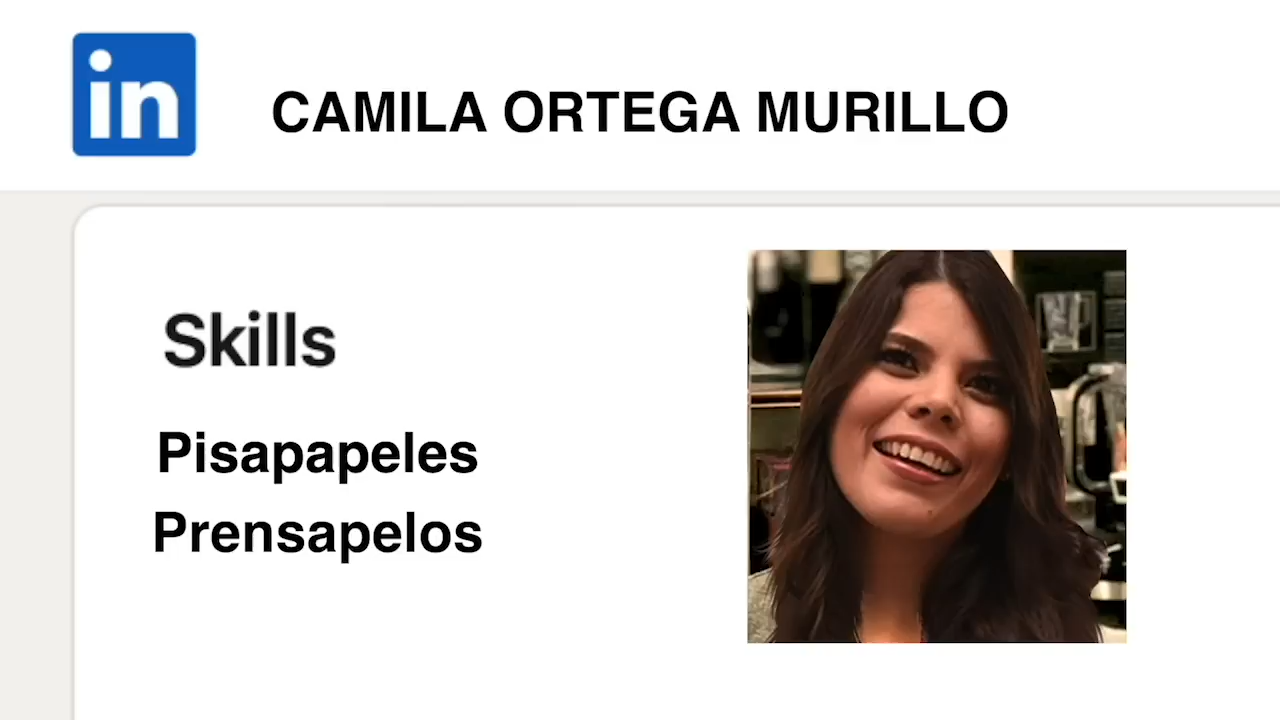 in
CAMILA ORTEGA MURILLO
Skills
Pisapapeles
Prensapelos